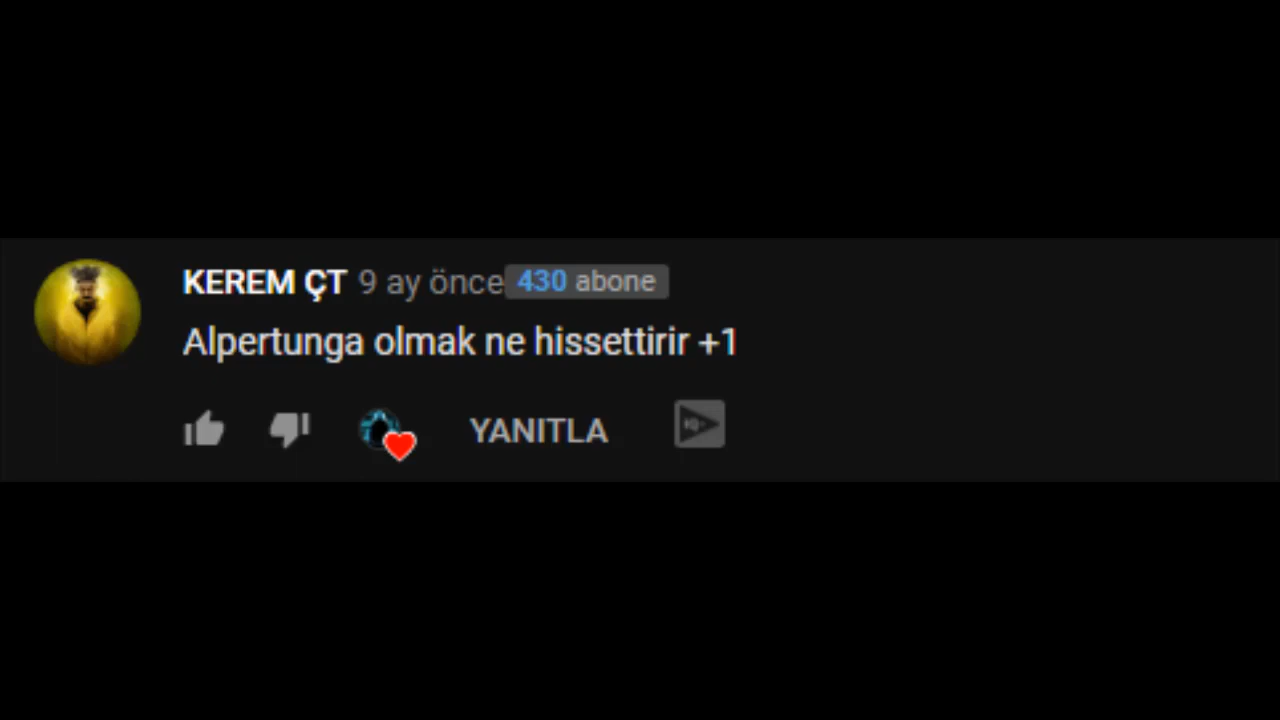 KEREM ÇT 9 ay önce 430 abone
Alpertunga olmak ne hissettirir +1
YANITLA